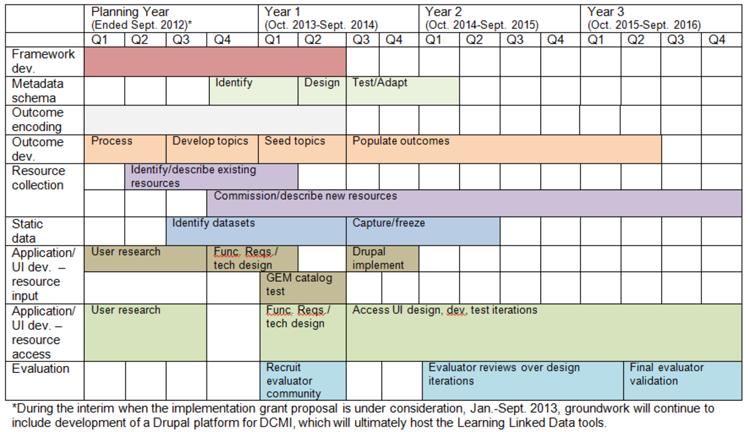 Planning Year
(Ended Sept. 2012)*
Year 1
(Oct. 2013-Sept. 2014)
Year 2
(Oct. 2014-Sept. 2015)
Year 3
(Oct. 2015-Sept. 2016)
Q1 Q2 Q3 Q4 Q1 Q2 Q3 Q4 Q1 Q2 Q3 Q4 Q1 Q2 Q3 Q4
Framework
dev.
Metadata
schema
Identify
Design
Test/Adapt
Outcome
encoding
Outcome
dev.
Process
Develop topics
Seed topics
Populate outcomes
Resource
collection
Identify/describe existing
resources
Commission/describe new resources
Static
data
Identify datasets
Capture/freeze
Application/
UI dev. –
resource
input
User research
Func. Reqs./
tech design
Drupal
implement
GEM catalog
test
Application/
UI dev. –
resource
access
User research
Func. Reqs./
tech design
Access UI design, dev, test iterations
Evaluation
Recruit
evaluator
community
Evaluator reviews over design
iterations
Final evaluator
validation
*During the interim when the implementation grant proposal is under consideration, Jan.-Sept. 2013, groundwork will continue to
include development of a Drupal platform for DCMI, which will ultimately host the Learning Linked Data tools.